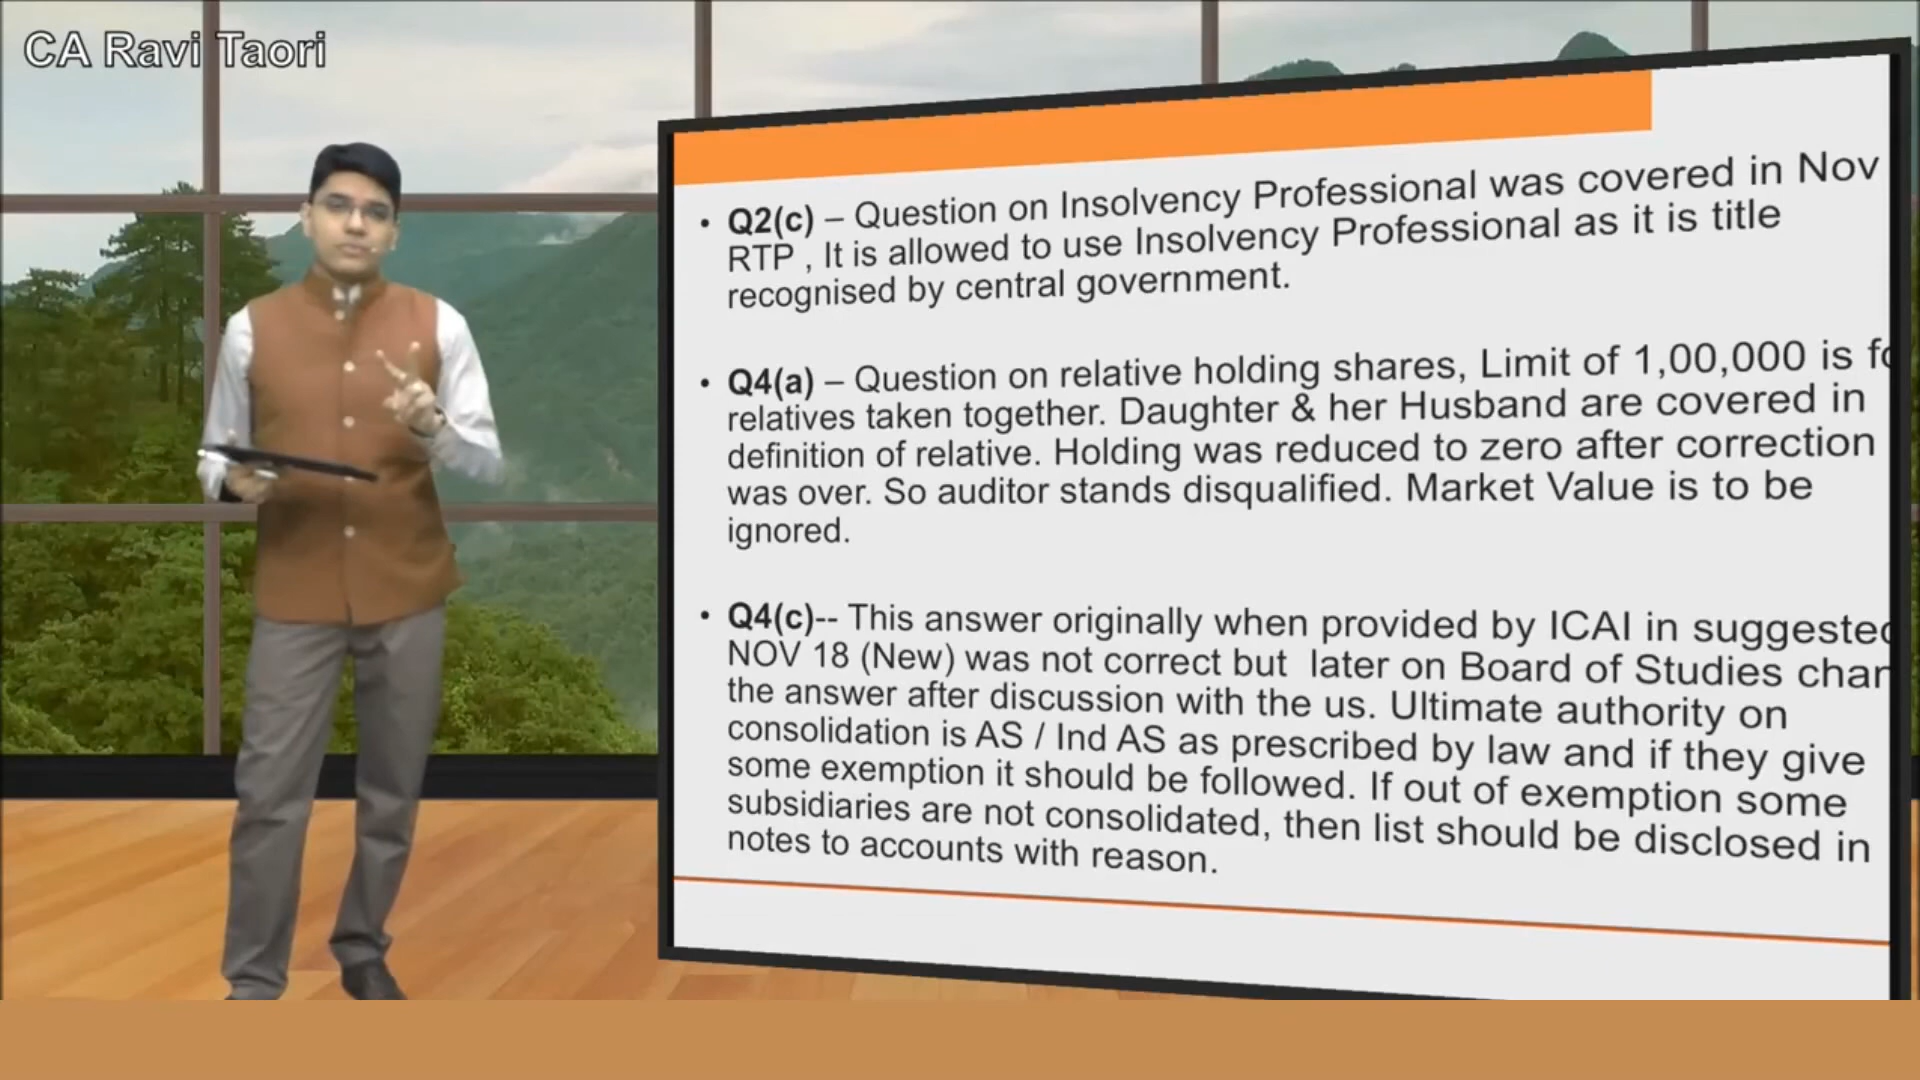 CA Ravi Taori
• Q2(c) – Question on Insolvency Professional was covered in Nov
RTP , It is allowed to use Insolvency Professional as it is title
recognised by central government.
• Q4(a) – Question on relative holding shares, Limit of 1,00,000 is
relatives taken together. Daughter & her Husband are covered in
definition of relative. Holding was reduced to zero after correction
was over. So auditor stands disqualified. Market Value is to be
ignored.
• Q4(c)-- This answer originally when provided by ICAI in suggested
NOV 18 (New) was not correct but later on Board of Studies
the answer after discussion with the us. Ultimate authority on
consolidation is AS / Ind AS as prescribed by law and if they give
some exemption it should be followed. If out of exemption some
subsidiaries are not consolidated, then list should be disclosed in
notes to accounts with reason.